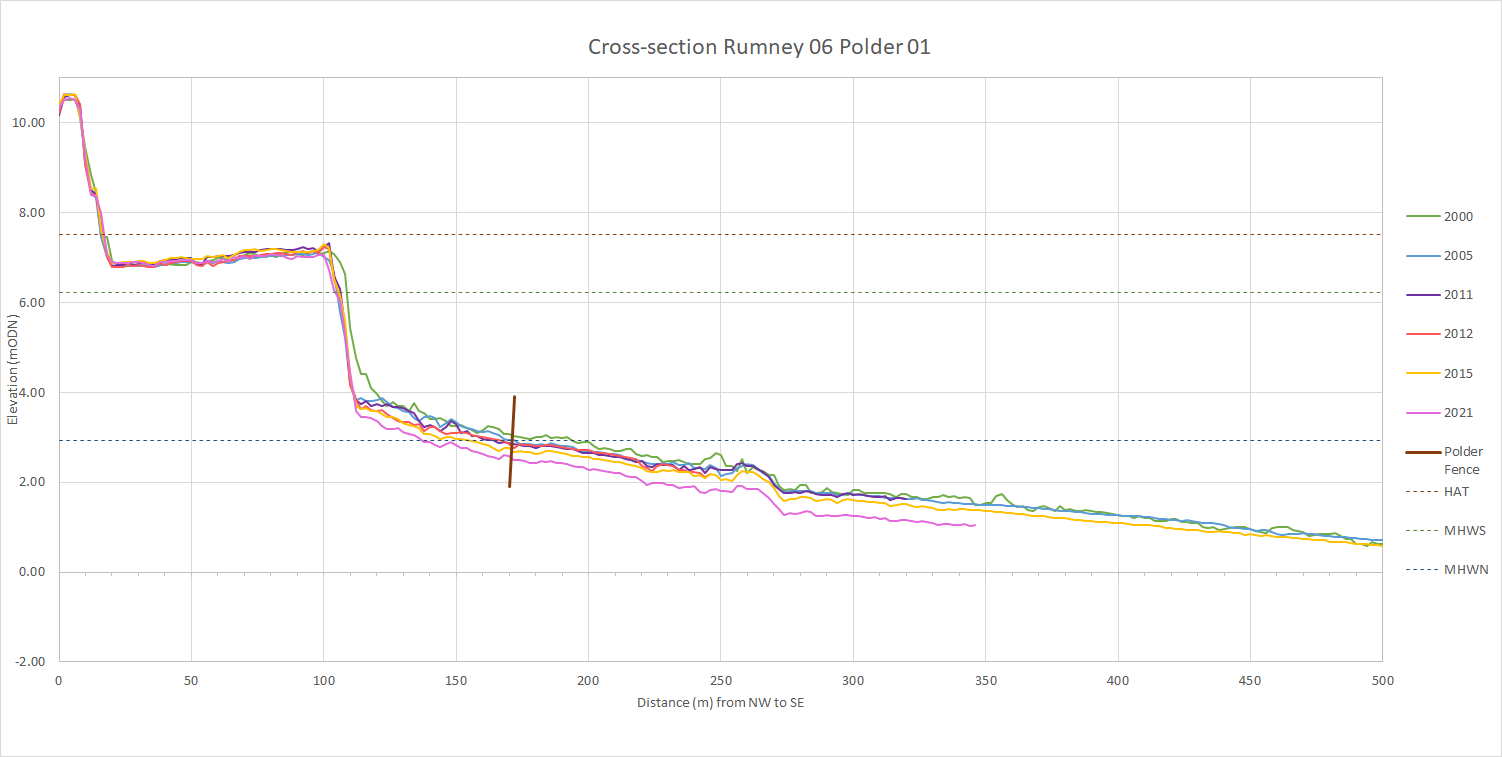 Cross-section Rumney 06 Polder 01
Elevation (mODN)
10.00
8.00
6.00
4.00
2.00
0.00
-2.00
0 50 100 150 200 250 300 350 400 450 500
Distance (m) from NW to SE
2000
2005
2011
2012
2015
2021
Polder
Fence
HAT
MHWS
MHWN